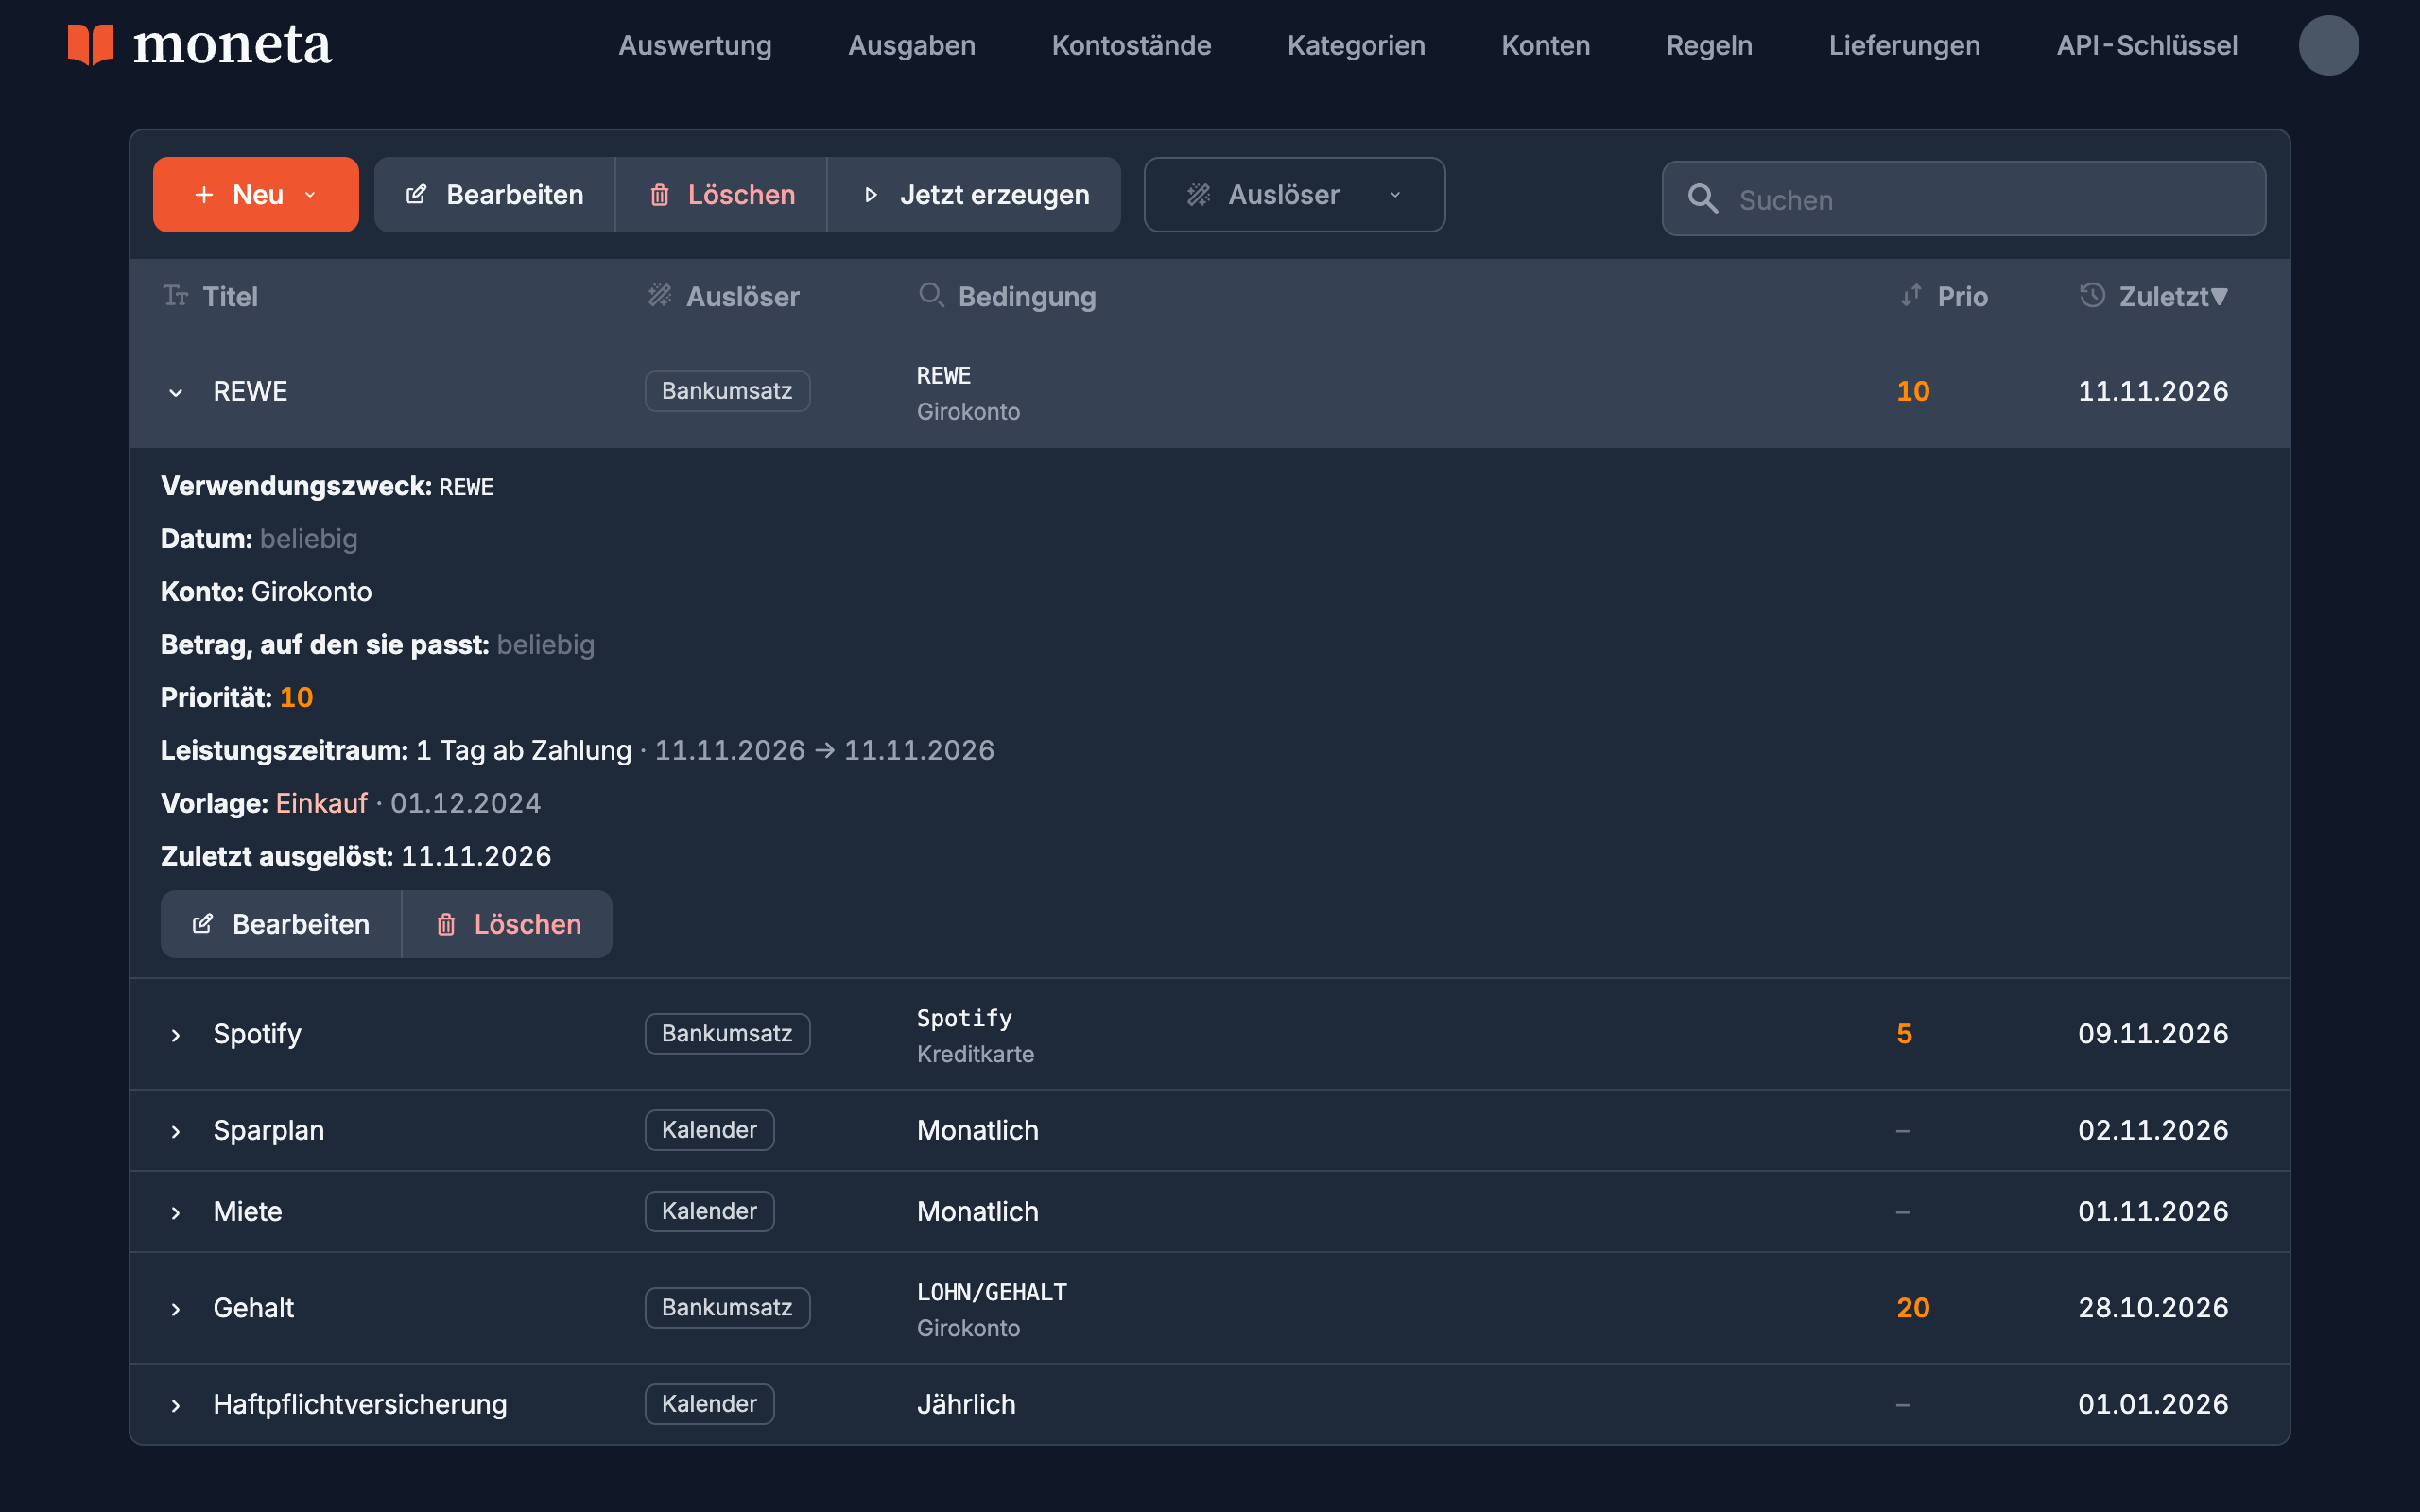 moneta
Auswertung Ausgaben Kontostände Kategorien Konten Regeln Lieferungen API-Schlüssel
+ Neu Bearbeiten Löschen Jetzt erzeugen Auslöser Suchen
Titel Auslöser Bedingung Prio Zuletzt▼
REWE Bankumsatz REWE 10 11.11.2026
Girokonto
Verwendungszweck: REWE
Datum: beliebig
Konto: Girokonto
Betrag, auf den sie passt: beliebig
Priorität: 10
Leistungszeitraum: 1 Tag ab Zahlung · 11.11.2026 → 11.11.2026
Vorlage: Einkauf · 01.12.2024
Zuletzt ausgelöst: 11.11.2026
Bearbeiten Löschen
Spotify Bankumsatz Spotify 5 09.11.2026
Kreditkarte
Sparplan Kalender Monatlich – 02.11.2026
Miete Kalender Monatlich – 01.11.2026
Gehalt Bankumsatz LOHN/GEHALT 20 28.10.2026
Girokonto
Haftpflichtversicherung Kalender Jährlich – 01.01.2026